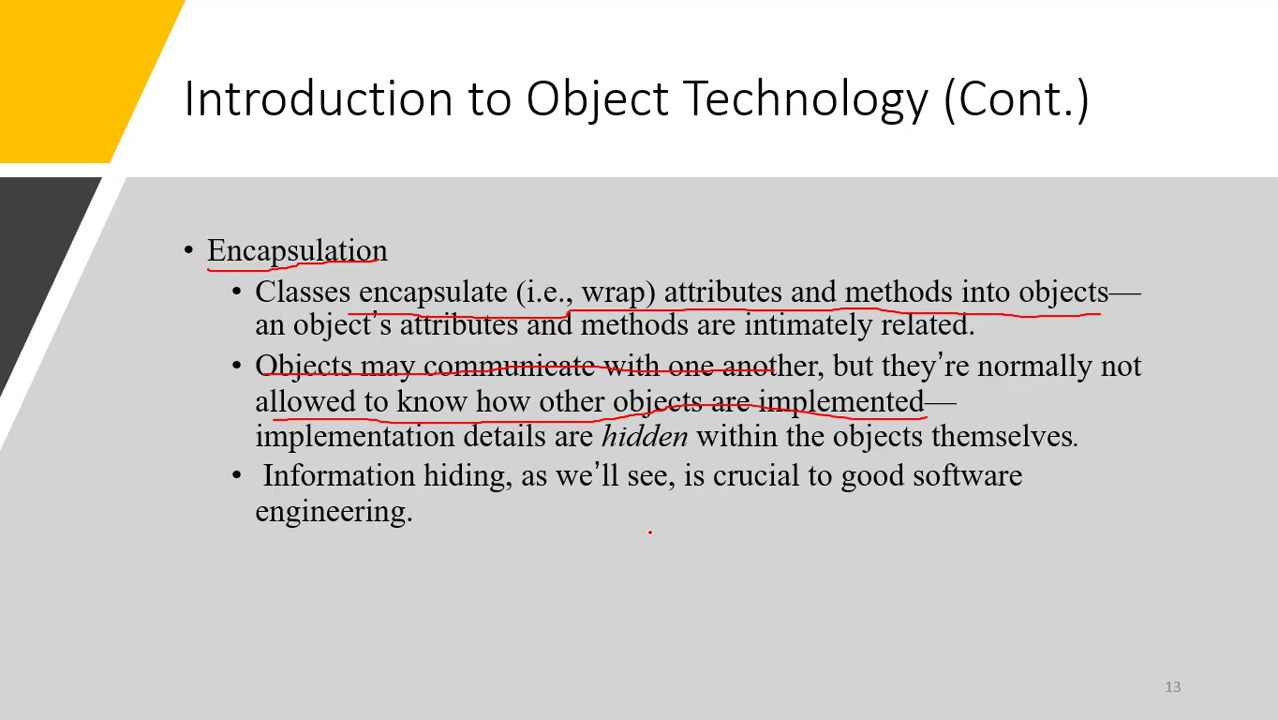 Introduction to Object Technology (Cont.)
• Encapsulation
• Classes encapsulate (i.e., wrap) attributes and methods into objects—
an object’s attributes and methods are intimately related.
• Objects may communicate with one another, but they’re normally not
allowed to know how other objects are implemented—
implementation details are hidden within the objects themselves.
• Information hiding, as we’ll see, is crucial to good software
engineering.
13